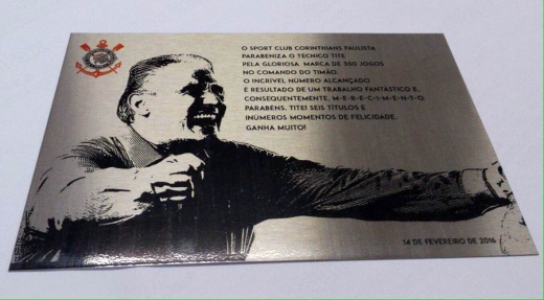 O SPORT CLUB CORINTHIANS PAULISTA
PARABENIZA O TÉCNICO TITE
PELA GLORIOSA MARCA DE 350 JOGOS
NO COMANDO DO TIMÃO.
O INCRÍVEL NÚMERO ALCANÇADO
É RESULTADO DE UM TRABALHO FANTÁSTICO E,
CONSEQUENTEMENTE, M-E-R-E-C-I-M-E-N-T-O.
PARABÉNS, TITE! SEIS TÍTULOS E
INÚMEROS MOMENTOS DE FELICIDADE.
GANHA MUITO!
14 DE FEVEREIRO DE 2016